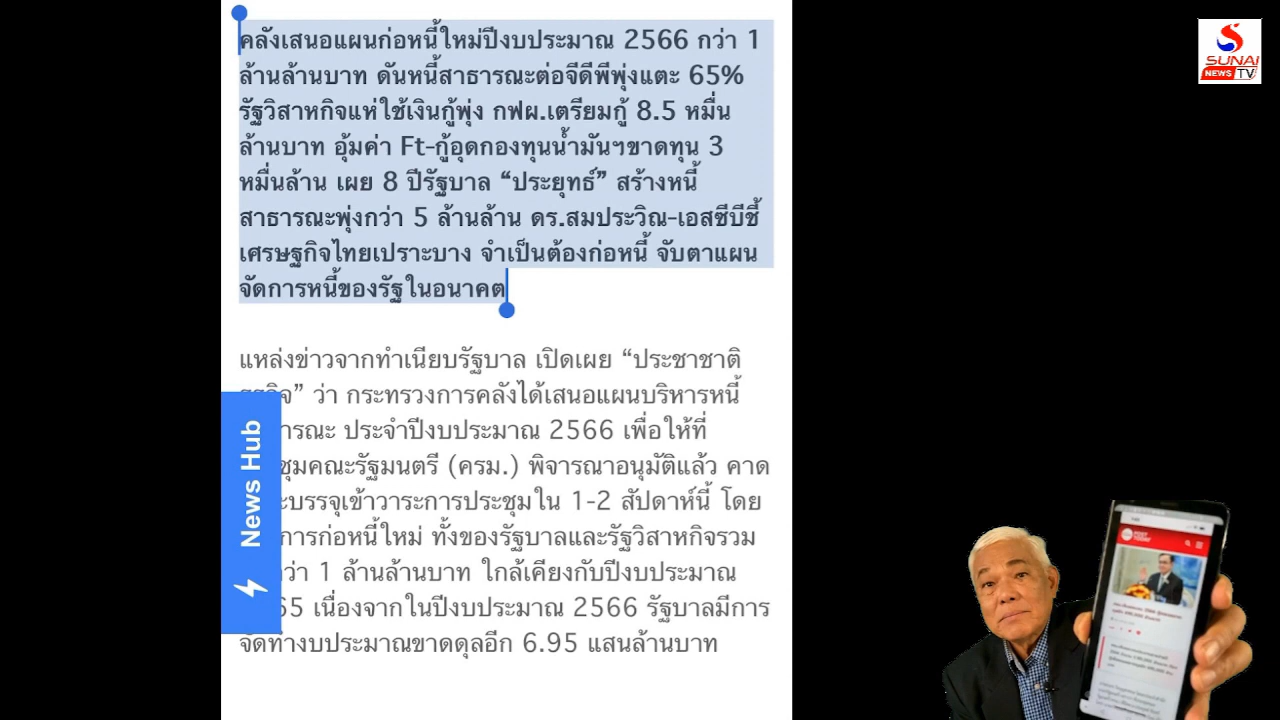 คลังเสนอแผนก่อหนี้ใหม่ปีงบประมาณ 2566 กว่า 1
ล้านล้านบาท ดันหนี้สาธารณะต่อจีดีพีพุ่งแตะ 65%
รัฐวิสาหกิจแห่ใช้เงินกู้พุ่ง กฟผ.เตรียมกู้ 8.5 หมื่น
ล้านบาท อุ้มค่า Ft-กู้อุดกองทุนน้ำมันฯขาดทุน 3
หมื่นล้าน เผย 8 ปีรัฐบาล “ประยุทธ์” สร้างหนี้
สาธารณะพุ่งกว่า 5 ล้านล้าน ดร.สมประวิณ-เอสซีบีชี้
เศรษฐกิจไทยเปราะบาง จำเป็นต้องก่อหนี้ จับตาแผน
จัดการหนี้ของรัฐในอนาคต
แหล่งข่าวจากทำเนียบรัฐบาล เปิดเผย “ประชาชาติ
” ว่า กระทรวงการคลังได้เสนอแผนบริหารหนี้
ารณะ ประจำปีงบประมาณ 2566 เพื่อให้ที่
ชุมคณะรัฐมนตรี (ครม.) พิจารณาอนุมัติแล้ว คาด
ะบรรจุเข้าวาระการประชุมใน 1-2 สัปดาห์นี้ โดย
การก่อหนี้ใหม่ ทั้งของรัฐบาลและรัฐวิสาหกิจรวม
ว่า 1 ล้านล้านบาท ใกล้เคียงกับปีงบประมาณ
65 เนื่องจากในปีงบประมาณ 2566 รัฐบาลมีการ
จัดทำงบประมาณขาดดุลอีก 6.95 แสนล้านบาท
News Hub
SUNAI
NEWS TV
POST
TODAY